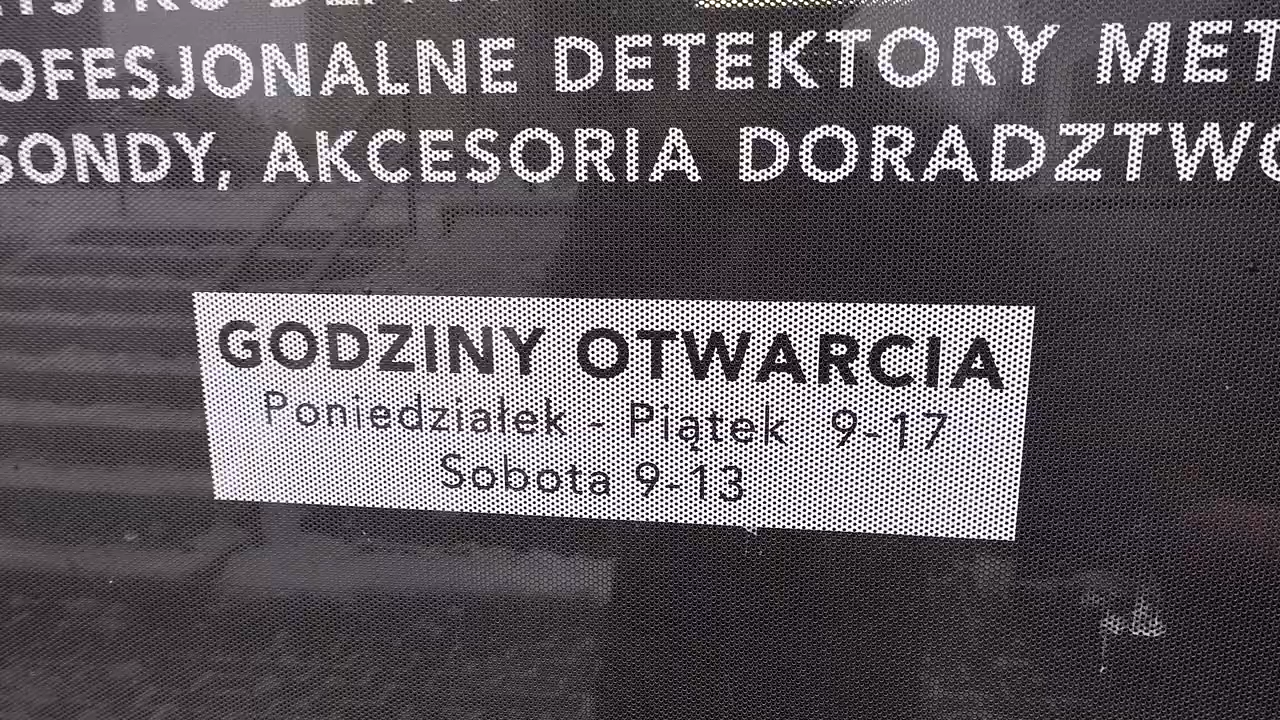 OFESJONALNE DETEKTORY MET
SONDY, AKCESORIA DORADZTWO
GODZINY OTWARCIA
Poniedziałek - Piątek 9-17
Sobota 9-13